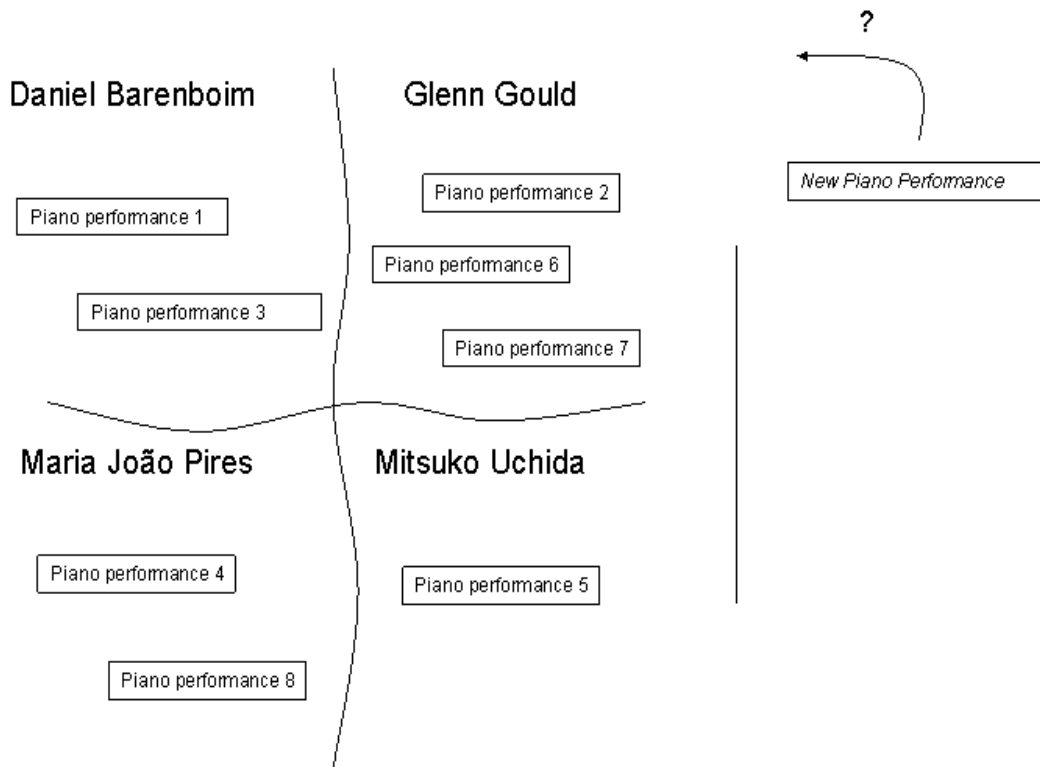 ?
Daniel Barenboim
Glenn Gould
New Piano Performance
Piano performance 1
Piano performance 2
Piano performance 6
Piano performance 3
Piano performance 7
Maria João Pires
Mitsuko Uchida
Piano performance 4
Piano performance 5
Piano performance 8